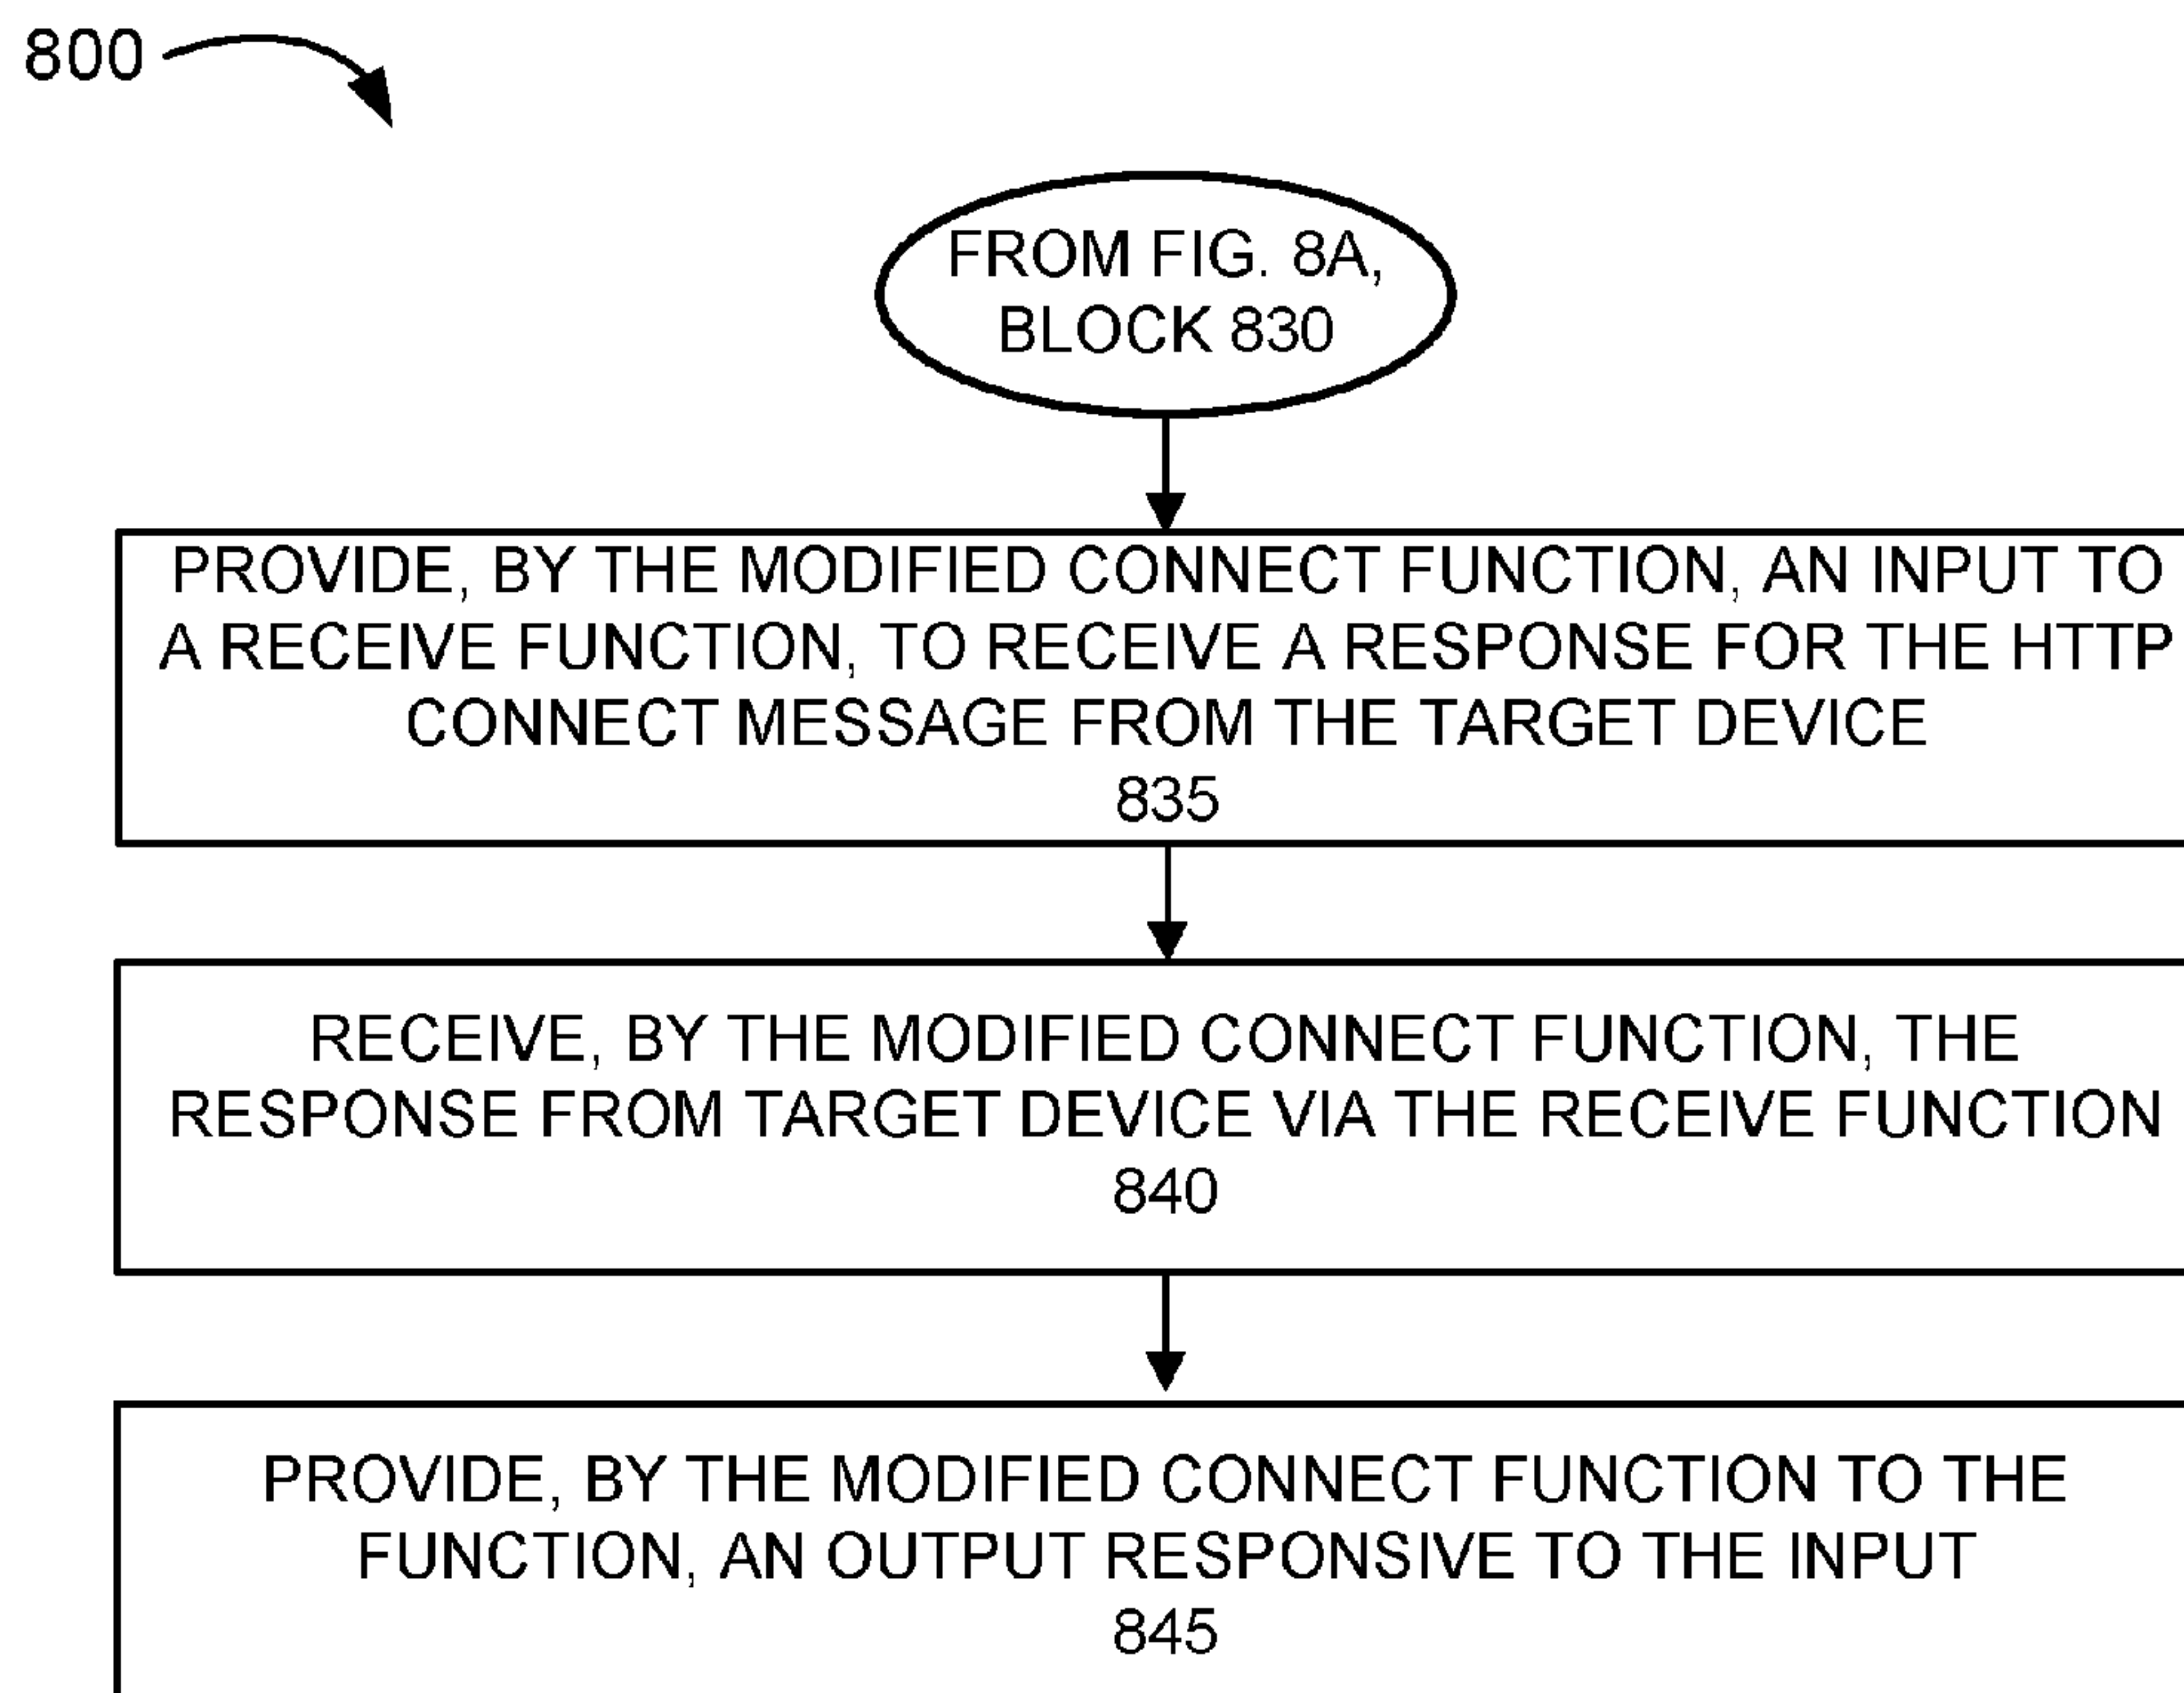 800
FROM FIG. 8A,
BLOCK 830
PROVIDE, BY THE MODIFIED CONNECT FUNCTION, AN INPUT TO
A RECEIVE FUNCTION, TO RECEIVE A RESPONSE FOR THE HTTP
CONNECT MESSAGE FROM THE TARGET DEVICE
835
RECEIVE, BY THE MODIFIED CONNECT FUNCTION, THE
RESPONSE FROM TARGET DEVICE VIA THE RECEIVE FUNCTION
840
PROVIDE, BY THE MODIFIED CONNECT FUNCTION TO THE
FUNCTION, AN OUTPUT RESPONSIVE TO THE INPUT
845